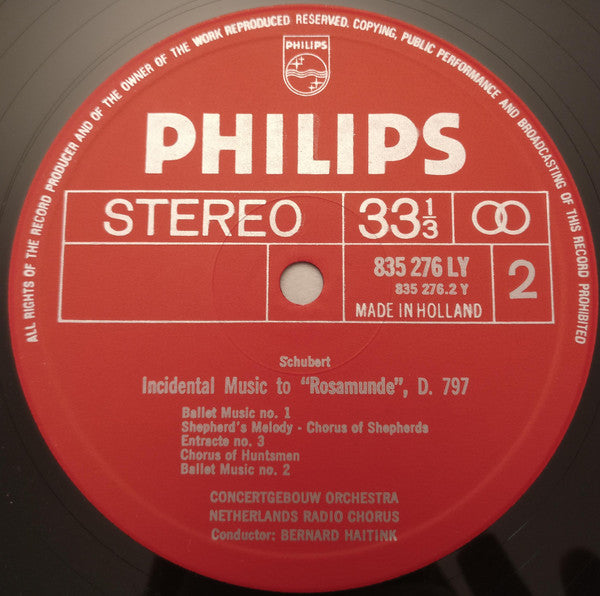 ALL RIGHTS OF THE RECORD PRODUCER AND OF THE OWNER OF THE WORK REPRODUCED RESERVED. COPYING, PUBLIC PERFORMANCE AND BROADCASTING OF THIS RECORD PROHIBITED
PHILIPS
PHILIPS
STEREO 33 1/3
835 276 LY 2
835 276.2 Y
MADE IN HOLLAND
Schubert
Incidental Music to "Rosamunde", D. 797
Ballet Music no. 1
Shepherd's Melody - Chorus of Shepherds
Entracte no. 3
Chorus of Huntsmen
Ballet Music no. 2
CONCERTGEBOUW ORCHESTRA
NETHERLANDS RADIO CHORUS
Conductor: BERNARD HAITINK